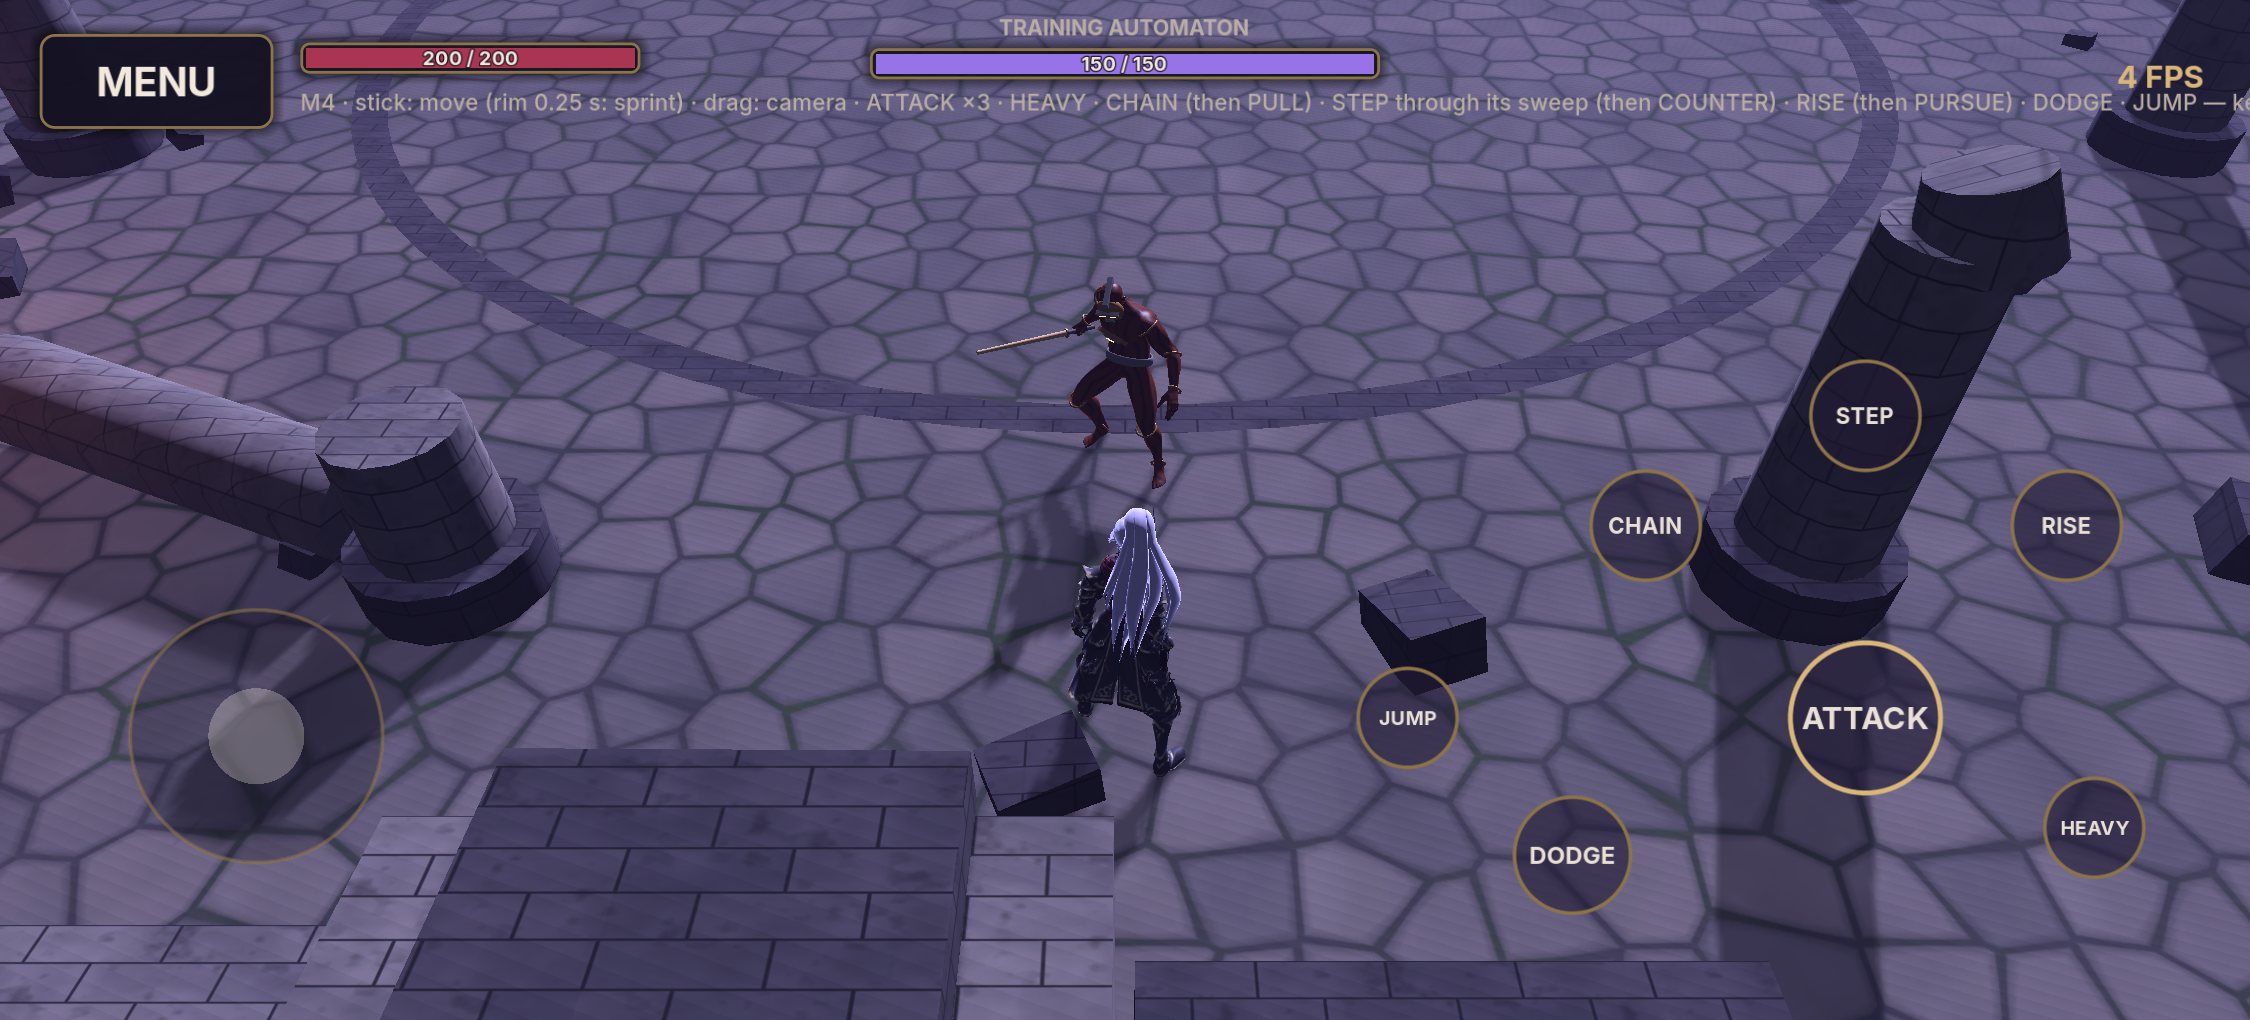 TRAINING AUTOMATON
MENU
200 / 200
150 / 150
4 FPS
M4 · stick: move (rim 0.25 s: sprint) · drag: camera · ATTACK ×3 · HEAVY · CHAIN (then PULL) · STEP through its sweep (then COUNTER) · RISE (then PURSUE) · DODGE · JUMP —
STEP
CHAIN
RISE
JUMP
ATTACK
DODGE
HEAVY